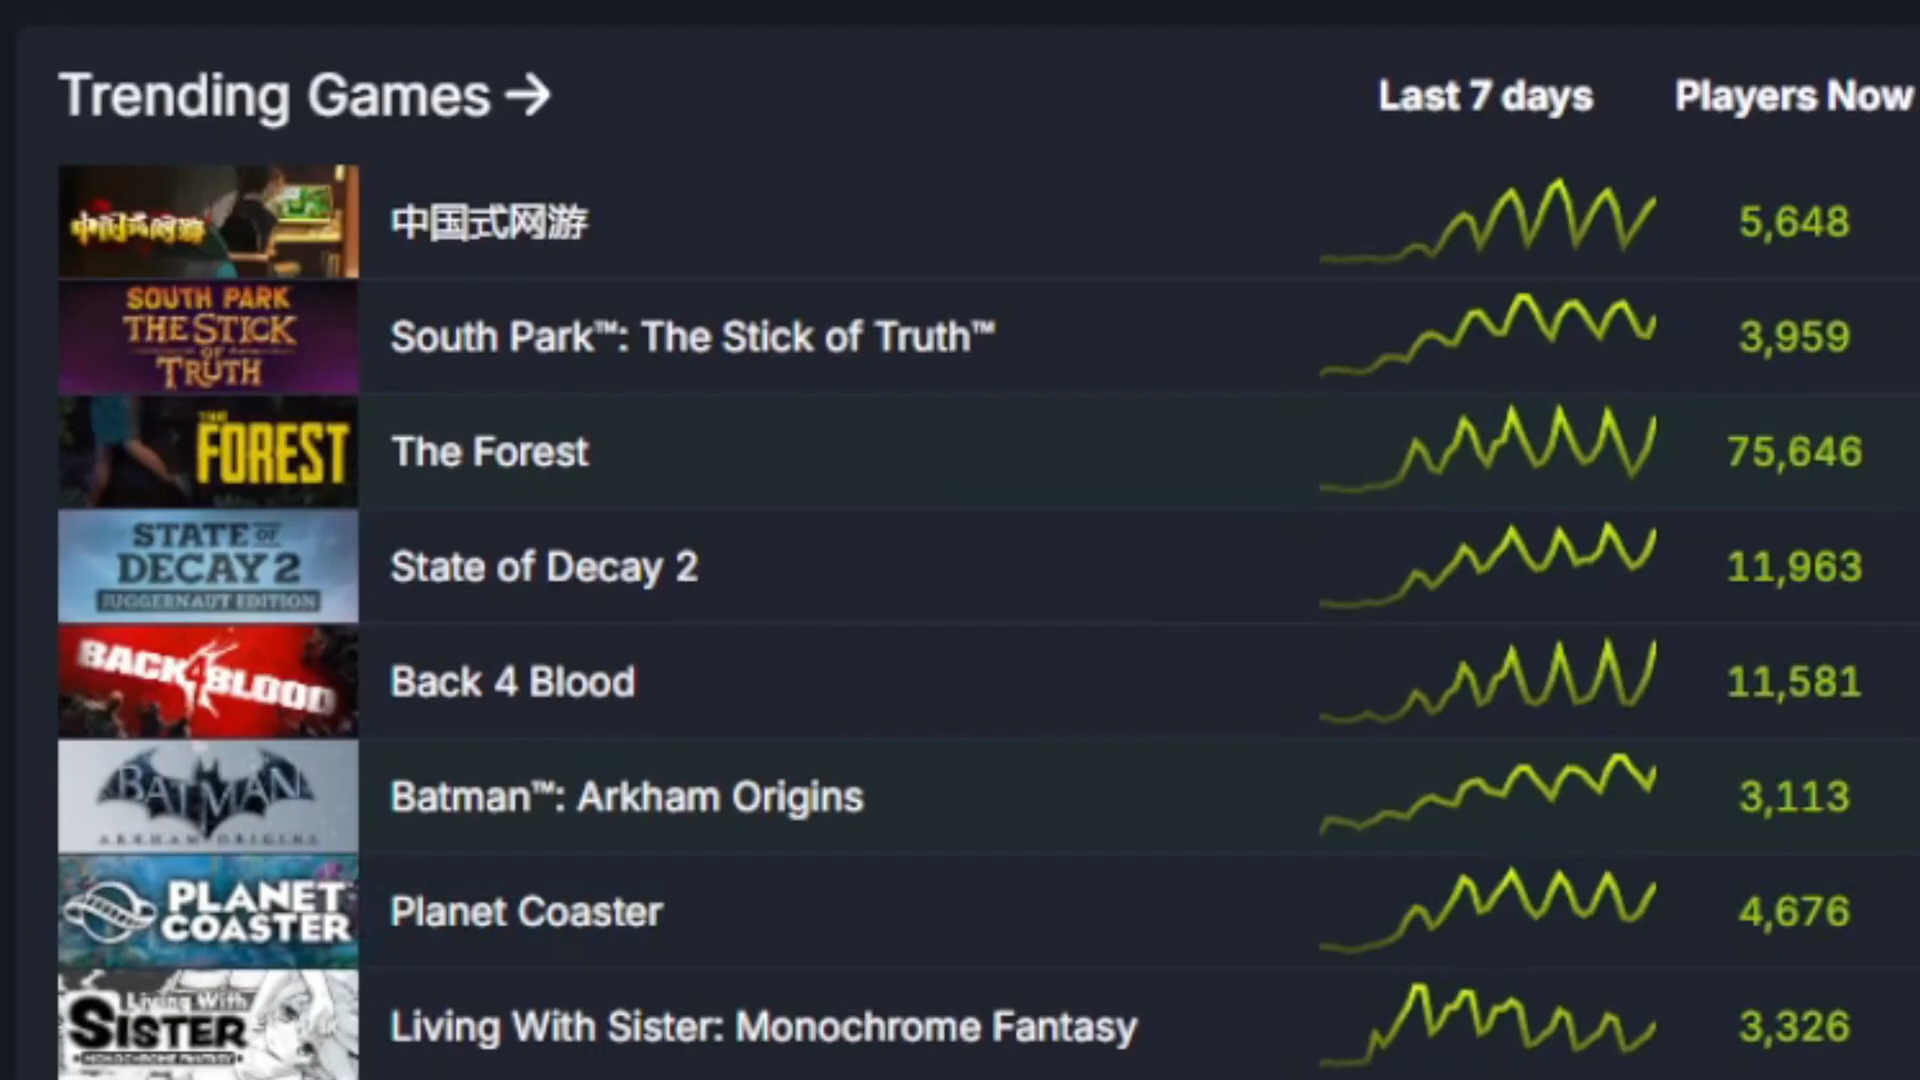 Trending Games → Last 7 days Players Now
中国式网游 中国式网游 5,648
SOUTH PARK
THE STICK
OF
TRUTH
South Park™: The Stick of Truth™ 3,959
THE
FOREST
The Forest 75,646
STATE OF
DECAY 2
JUGGERNAUT EDITION
State of Decay 2 11,963
BACK 4 BLOOD
Back 4 Blood 11,581
BATMAN
ARKHAM ORIGINS
Batman™: Arkham Origins 3,113
PLANET
COASTER
Planet Coaster 4,676
Living With
SISTER
MONOCHROME FANTASY
Living With Sister: Monochrome Fantasy 3,326